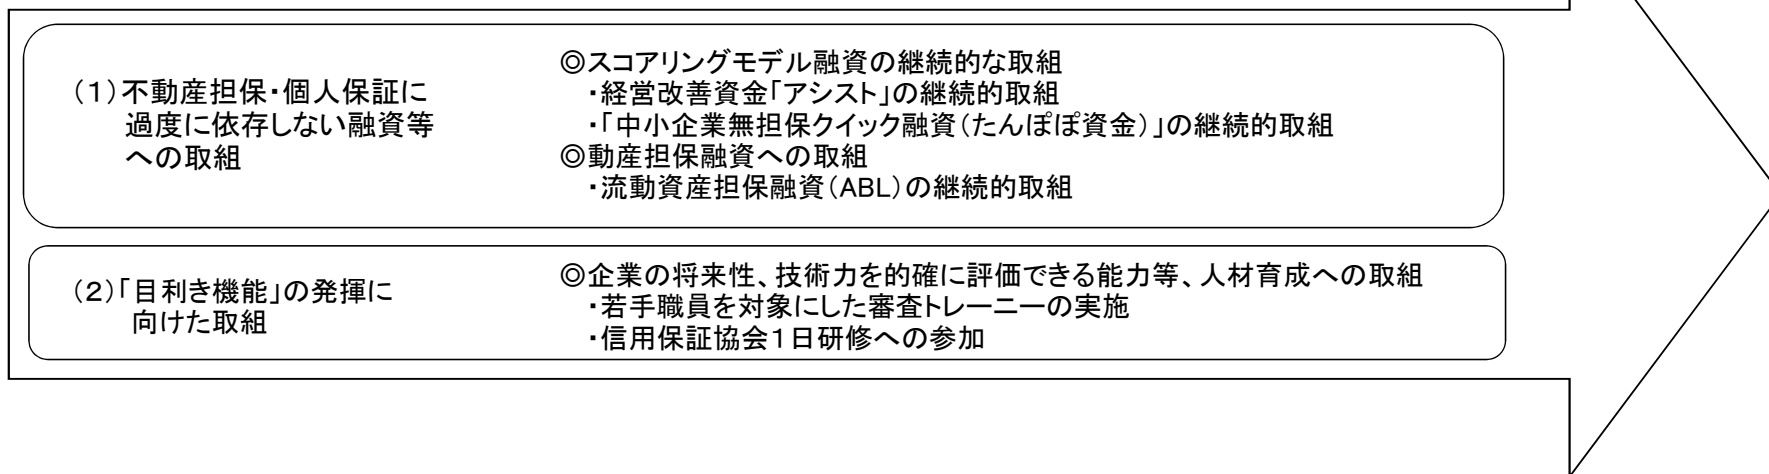 (1)不動産担保・個人保証に
過度に依存しない融資等
への取組
◎スコアリングモデル融資の継続的な取組
・経営改善資金「アシスト」の継続的取組
・「中小企業無担保クイック融資(たんぽぽ資金)」の継続的取組
◎動産担保融資への取組
・流動資産担保融資(ABL)の継続的取組
(2)「目利き機能」の発揮に
向けた取組
◎企業の将来性、技術力を的確に評価できる能力等、人材育成への取組
・若手職員を対象にした審査トレーニーの実施
・信用保証協会1日研修への参加